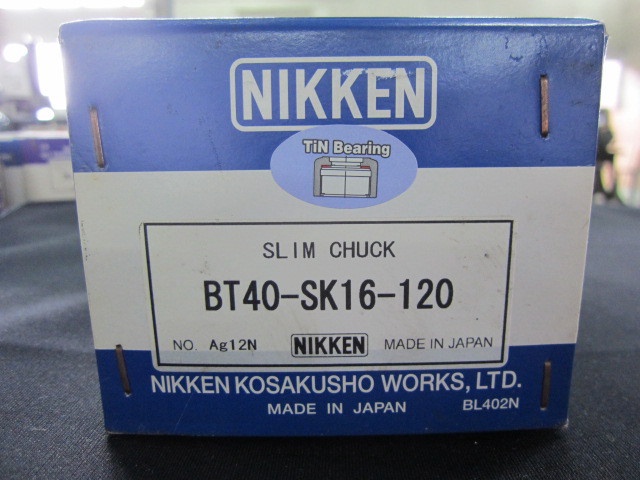 NIKKEN
TiN Bearing
SLIM CHUCK
BT40-SK16-120
NO. Ag12N NIKKEN MADE IN JAPAN
NIKKEN KOSAKUSHO WORKS, LTD.
MADE IN JAPAN BL402N